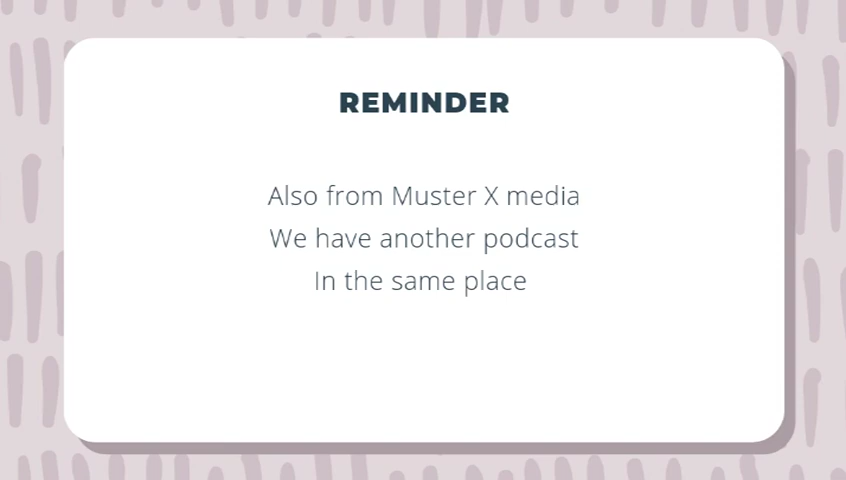 REMINDER
Also from Muster X media
We have another podcast
In the same place